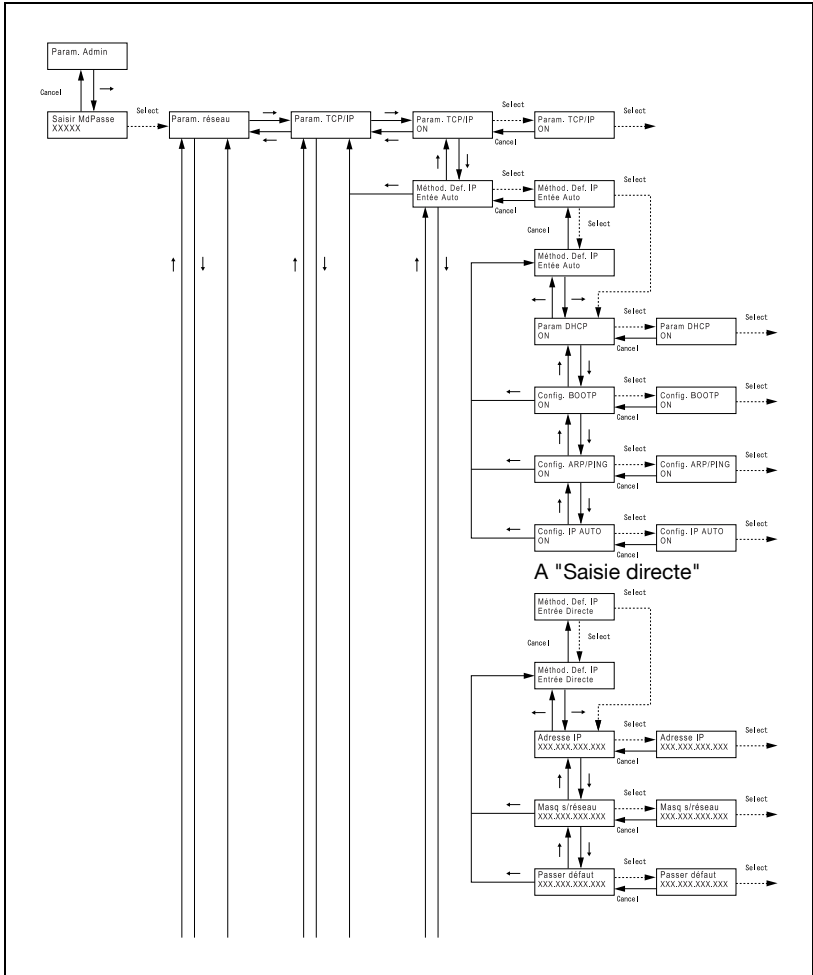 Param. Admin
Cancel
→
Saisir MdPasse
XXXXX
Select
Param. réseau
→
←
Param. TCP/IP
→
←
Param. TCP/IP
ON
Select
Cancel
Param. TCP/IP
ON
Select
↑
↓
←
Méthod. Def. IP
Entée Auto
Select
Cancel
Méthod. Def. IP
Entée Auto
Select
Cancel
Select
Méthod. Def. IP
Entée Auto
↑
↓
↑
↓
↑
↓
←
→
Param DHCP
ON
Select
Cancel
Param DHCP
ON
Select
↑
↓
←
Config. BOOTP
ON
Select
Cancel
Config. BOOTP
ON
Select
↑
↓
←
Config. ARP/PING
ON
Select
Cancel
Config. ARP/PING
ON
Select
↑
↓
←
Config. IP AUTO
ON
Select
Cancel
Config. IP AUTO
ON
Select
A "Saisie directe"
Méthod. Def. IP
Entrée Directe
Select
Cancel
Select
Méthod. Def. IP
Entrée Directe
←
→
Adresse IP
XXX.XXX.XXX.XXX
Select
Cancel
Adresse IP
XXX.XXX.XXX.XXX
Select
↑
↓
←
Masq s/réseau
XXX.XXX.XXX.XXX
Select
Cancel
Masq s/réseau
XXX.XXX.XXX.XXX
Select
↑
↓
←
Passer défaut
XXX.XXX.XXX.XXX
Select
Cancel
Passer défaut
XXX.XXX.XXX.XXX
Select